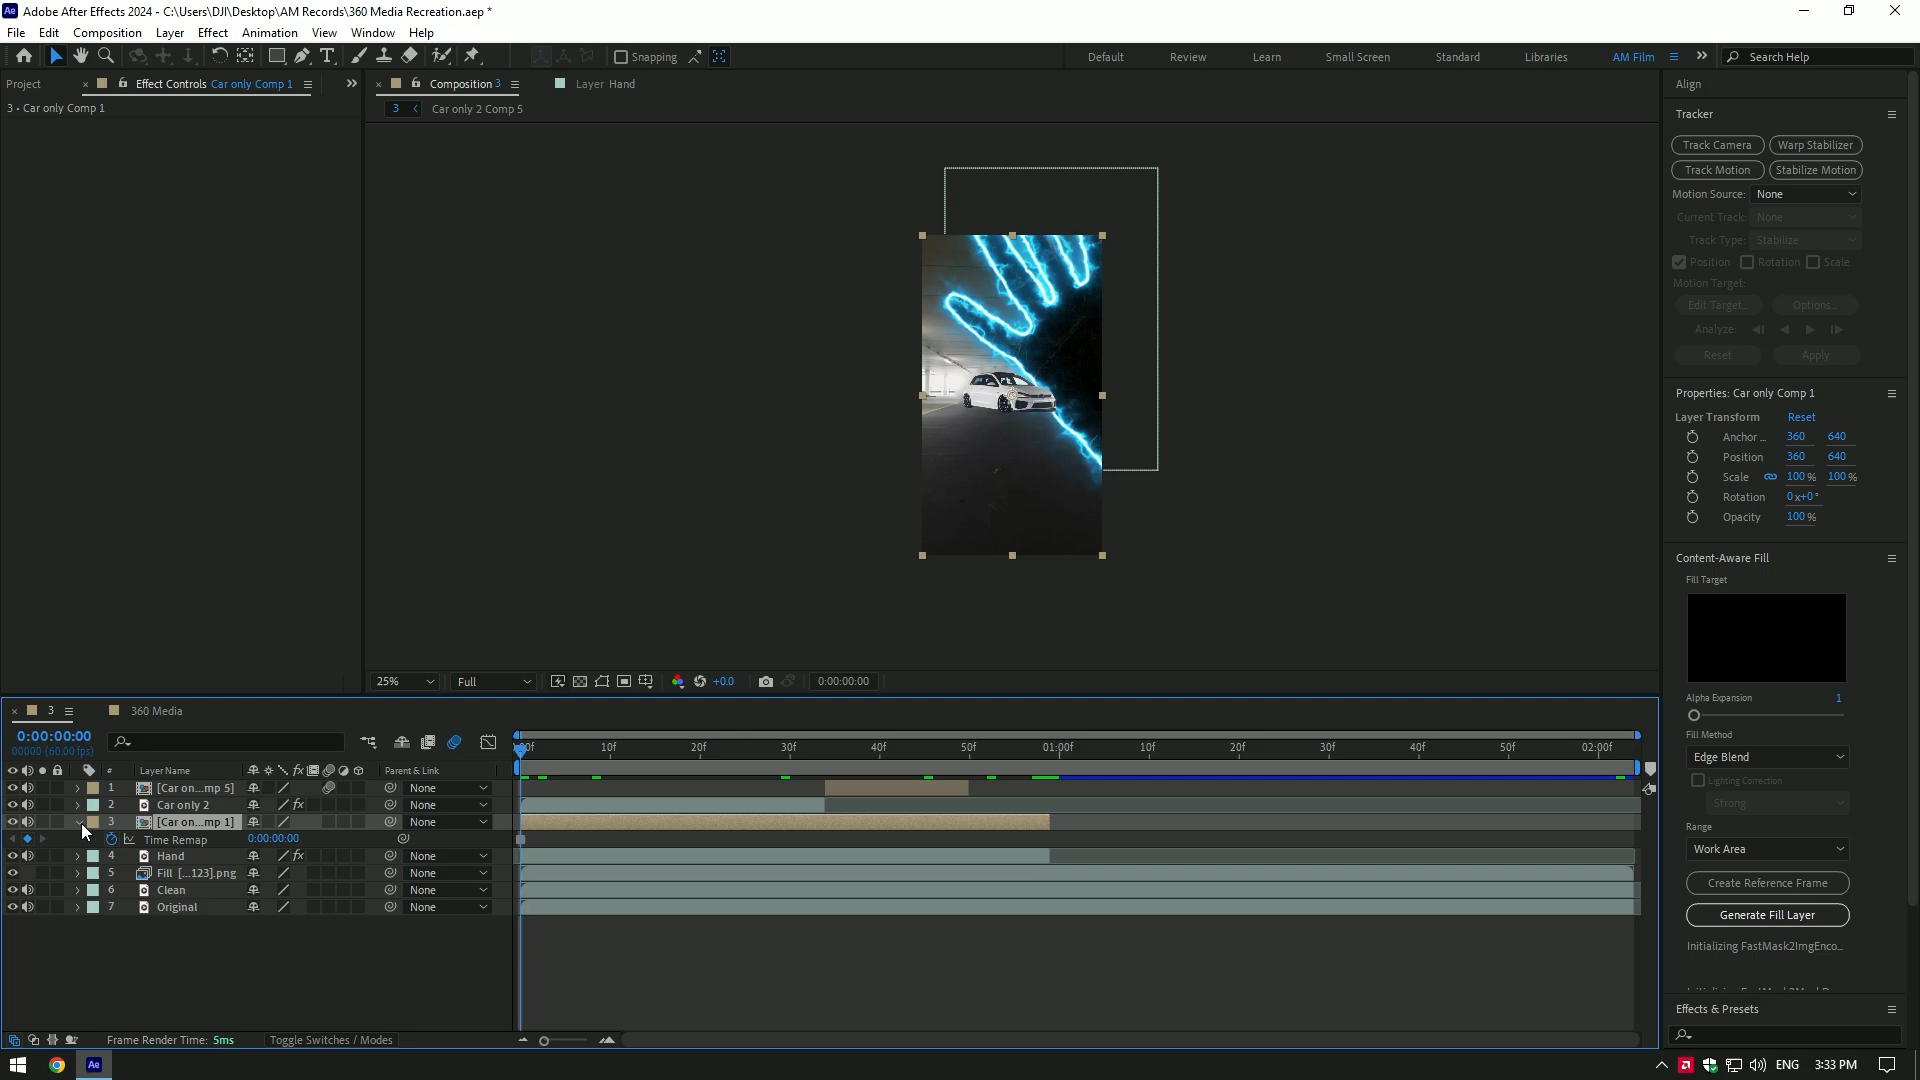 Adobe After Effects 2024 - C:\Users\DJI\Desktop\AM Records\360 Media Recreation.aep *
File Edit Composition Layer Effect Animation View Window Help
Snapping Default Review Learn Small Screen Standard Libraries AM Film Search Help
Project Effect Controls Car only Comp 1 Composition 3 Layer Hand Align
3 • Car only Comp 1
3 Car only 2 Comp 5
Tracker
Track Camera Warp Stabilizer
Track Motion Stabilize Motion
Motion Source: None
Current Track: None
Track Type: Stabilize
Position Rotation Scale
Motion Target:
Edit Target... Options...
Analyze:
Reset Apply
Properties: Car only Comp 1
Layer Transform Reset
Anchor ... 360 640
Position 360 640
Scale 100 % 100 %
Rotation 0x+0°
Opacity 100 %
Content-Aware Fill
Fill Target
Alpha Expansion 1
Fill Method
Edge Blend
Lighting Correction
Strong
Range
Work Area
Create Reference Frame
Generate Fill Layer
Initializing FastMask2ImgEnco...
Effects & Presets
25% Full +0.0 0:00:00:00
3 360 Media
0:00:00:00
00000 (60.00 fps)
:00f 10f 20f 30f 40f 50f 01:00f 10f 20f 30f 40f 50f 02:00f
# Layer Name fx Parent & Link
1 [Car on...mp 5] None
2 Car only 2 fx None
3 [Car on...mp 1] None
Time Remap 0:00:00:00
4 Hand fx None
5 Fill [...123].png None
6 Clean None
7 Original None
Frame Render Time: 5ms Toggle Switches / Modes
Ae ENG 3:33 PM